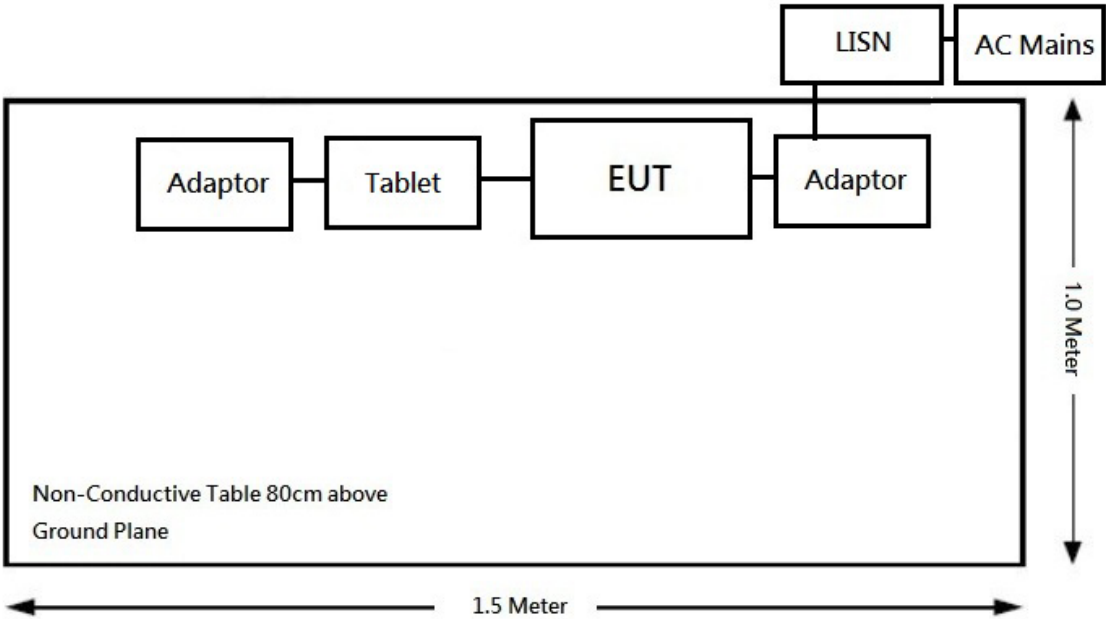 LISN
AC Mains
Adaptor
Tablet
EUT
Adaptor
1.0 Meter
Non-Conductive Table 80cm above
Ground Plane
1.5 Meter